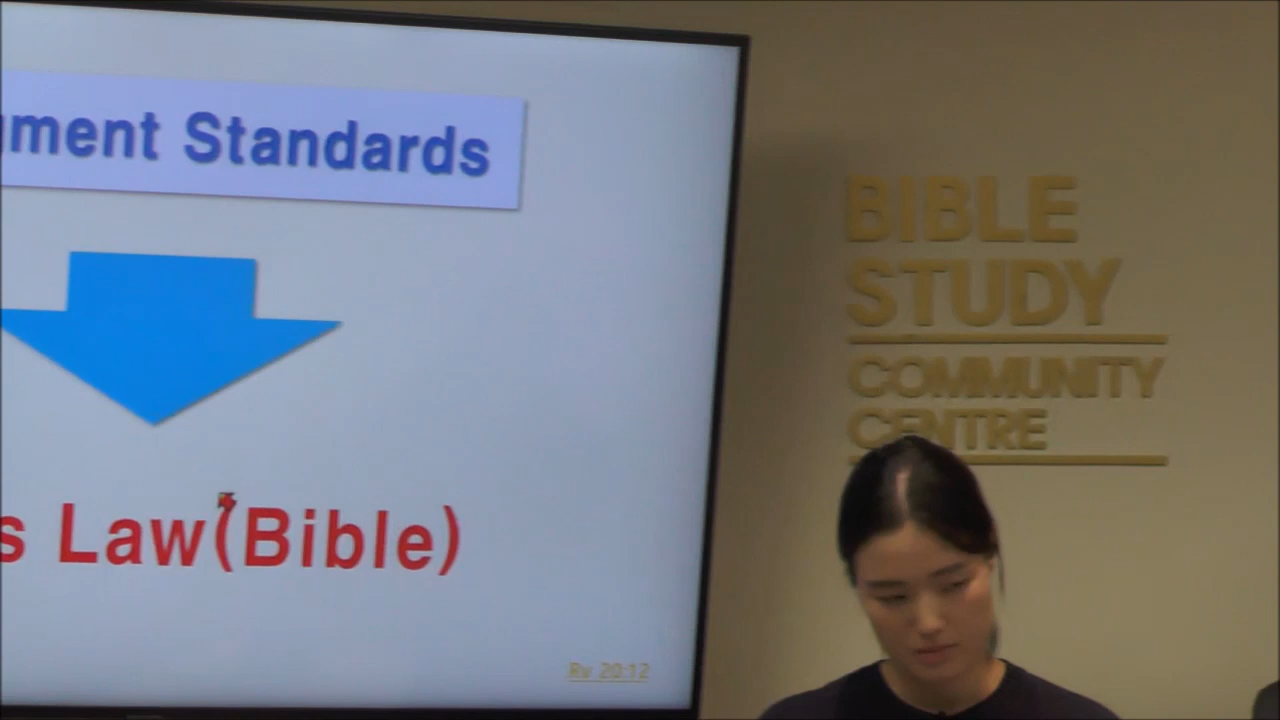 ment Standards
s Law(Bible)
Rv 20:12
BIBLE
STUDY
COMMUNITY
CENTRE